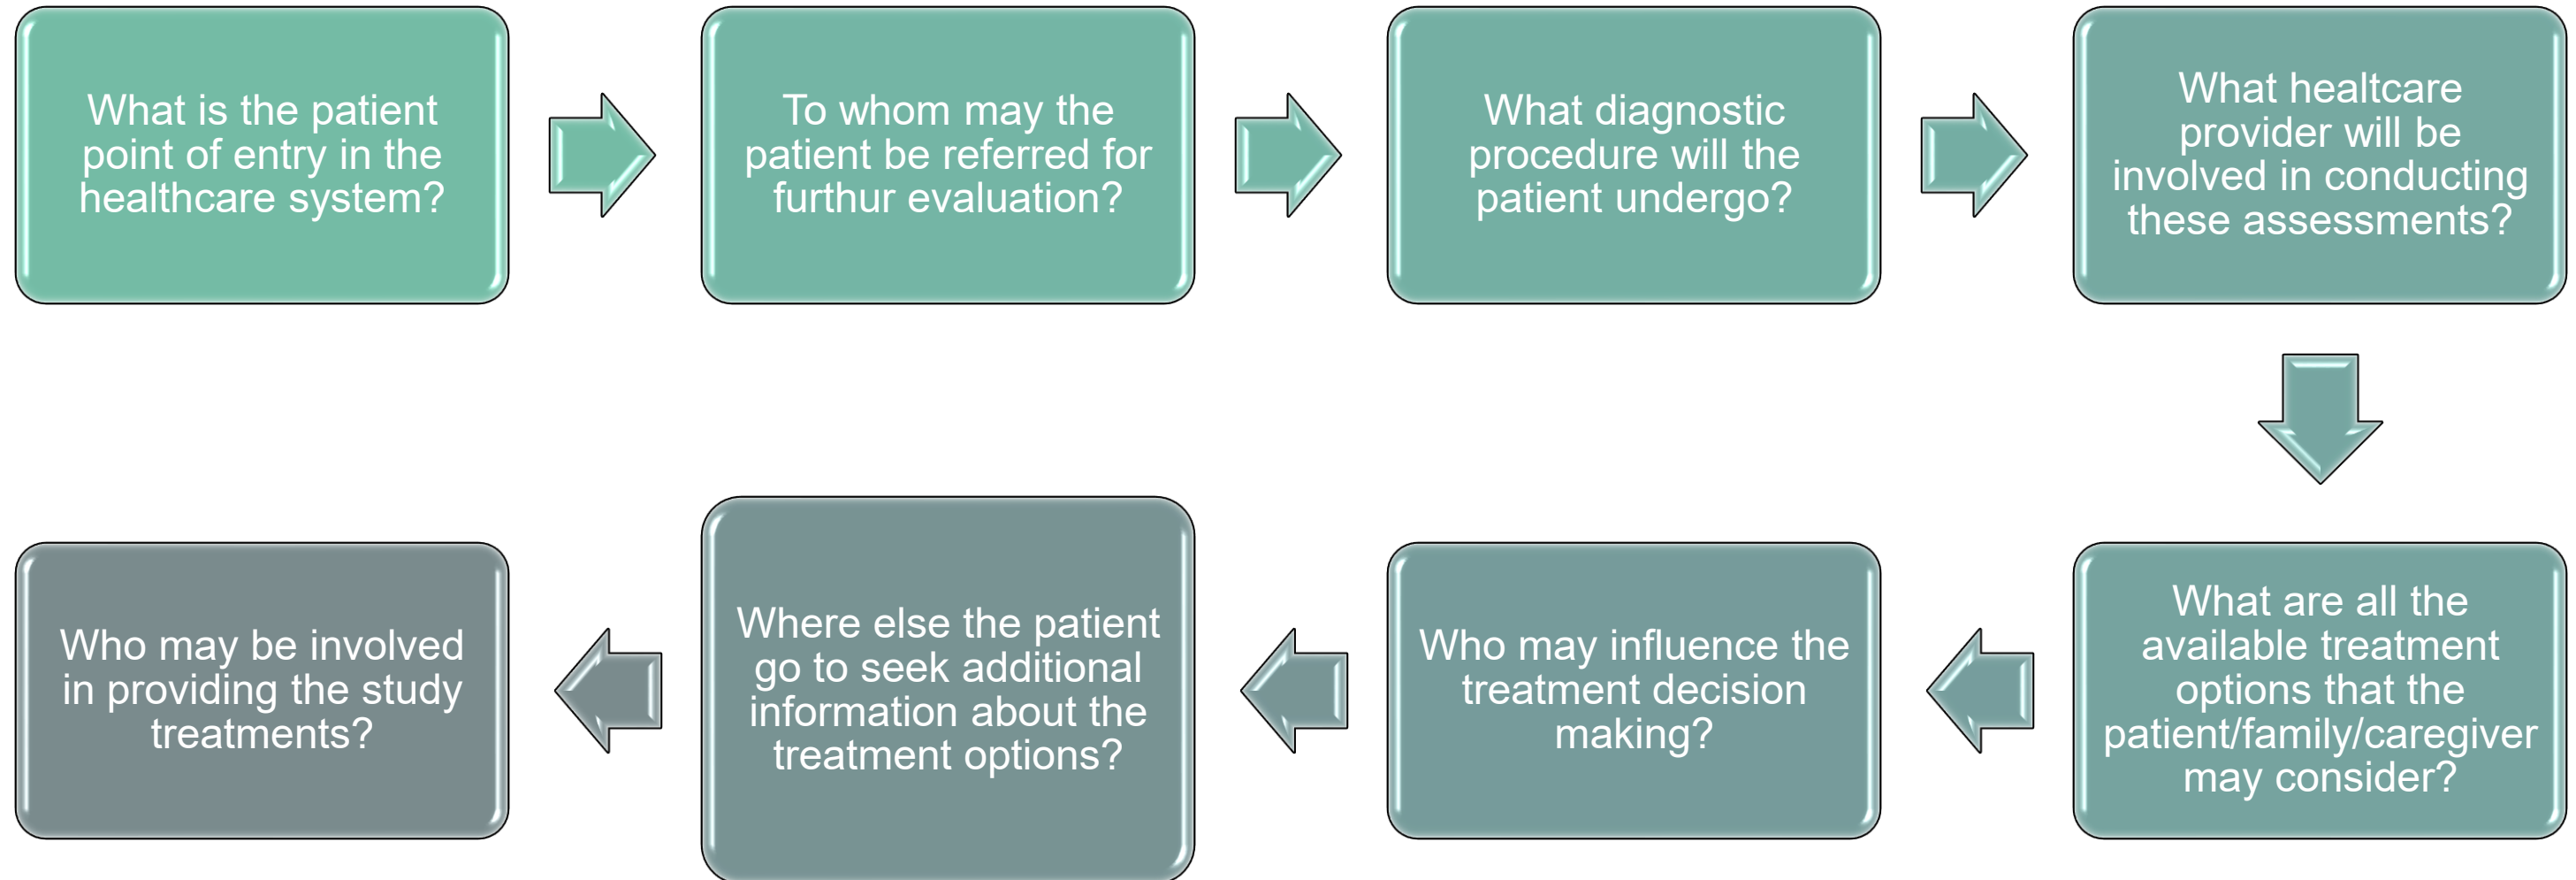 What is the patient
point of entry in the
healthcare system?
To whom may the
patient be referred for
furthur evaluation?
What diagnostic
procedure will the
patient undergo?
What healtcare
provider will be
involved in conducting
these assessments?
What are all the
available treatment
options that the
patient/family/caregiver
may consider?
Who may influence the
treatment decision
making?
Where else the patient
go to seek additional
information about the
treatment options?
Who may be involved
in providing the study
treatments?